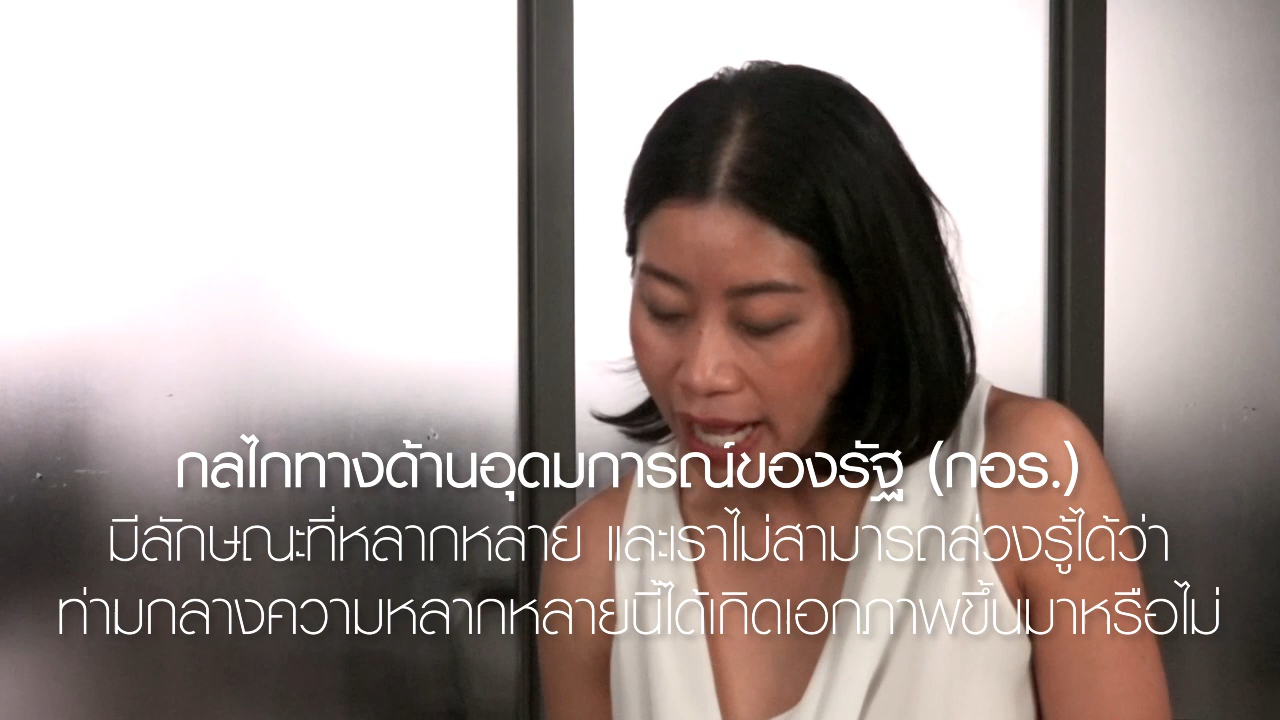 กลไกทางด้านอุดมการณ์ของรัฐ (กอร.)
มีลักษณะที่หลากหลาย และเราไม่สามารถล่วงรู้ได้ว่า
ท่ามกลางความหลากหลายนี้ได้เกิดเอกภาพขึ้นมาหรือไม่